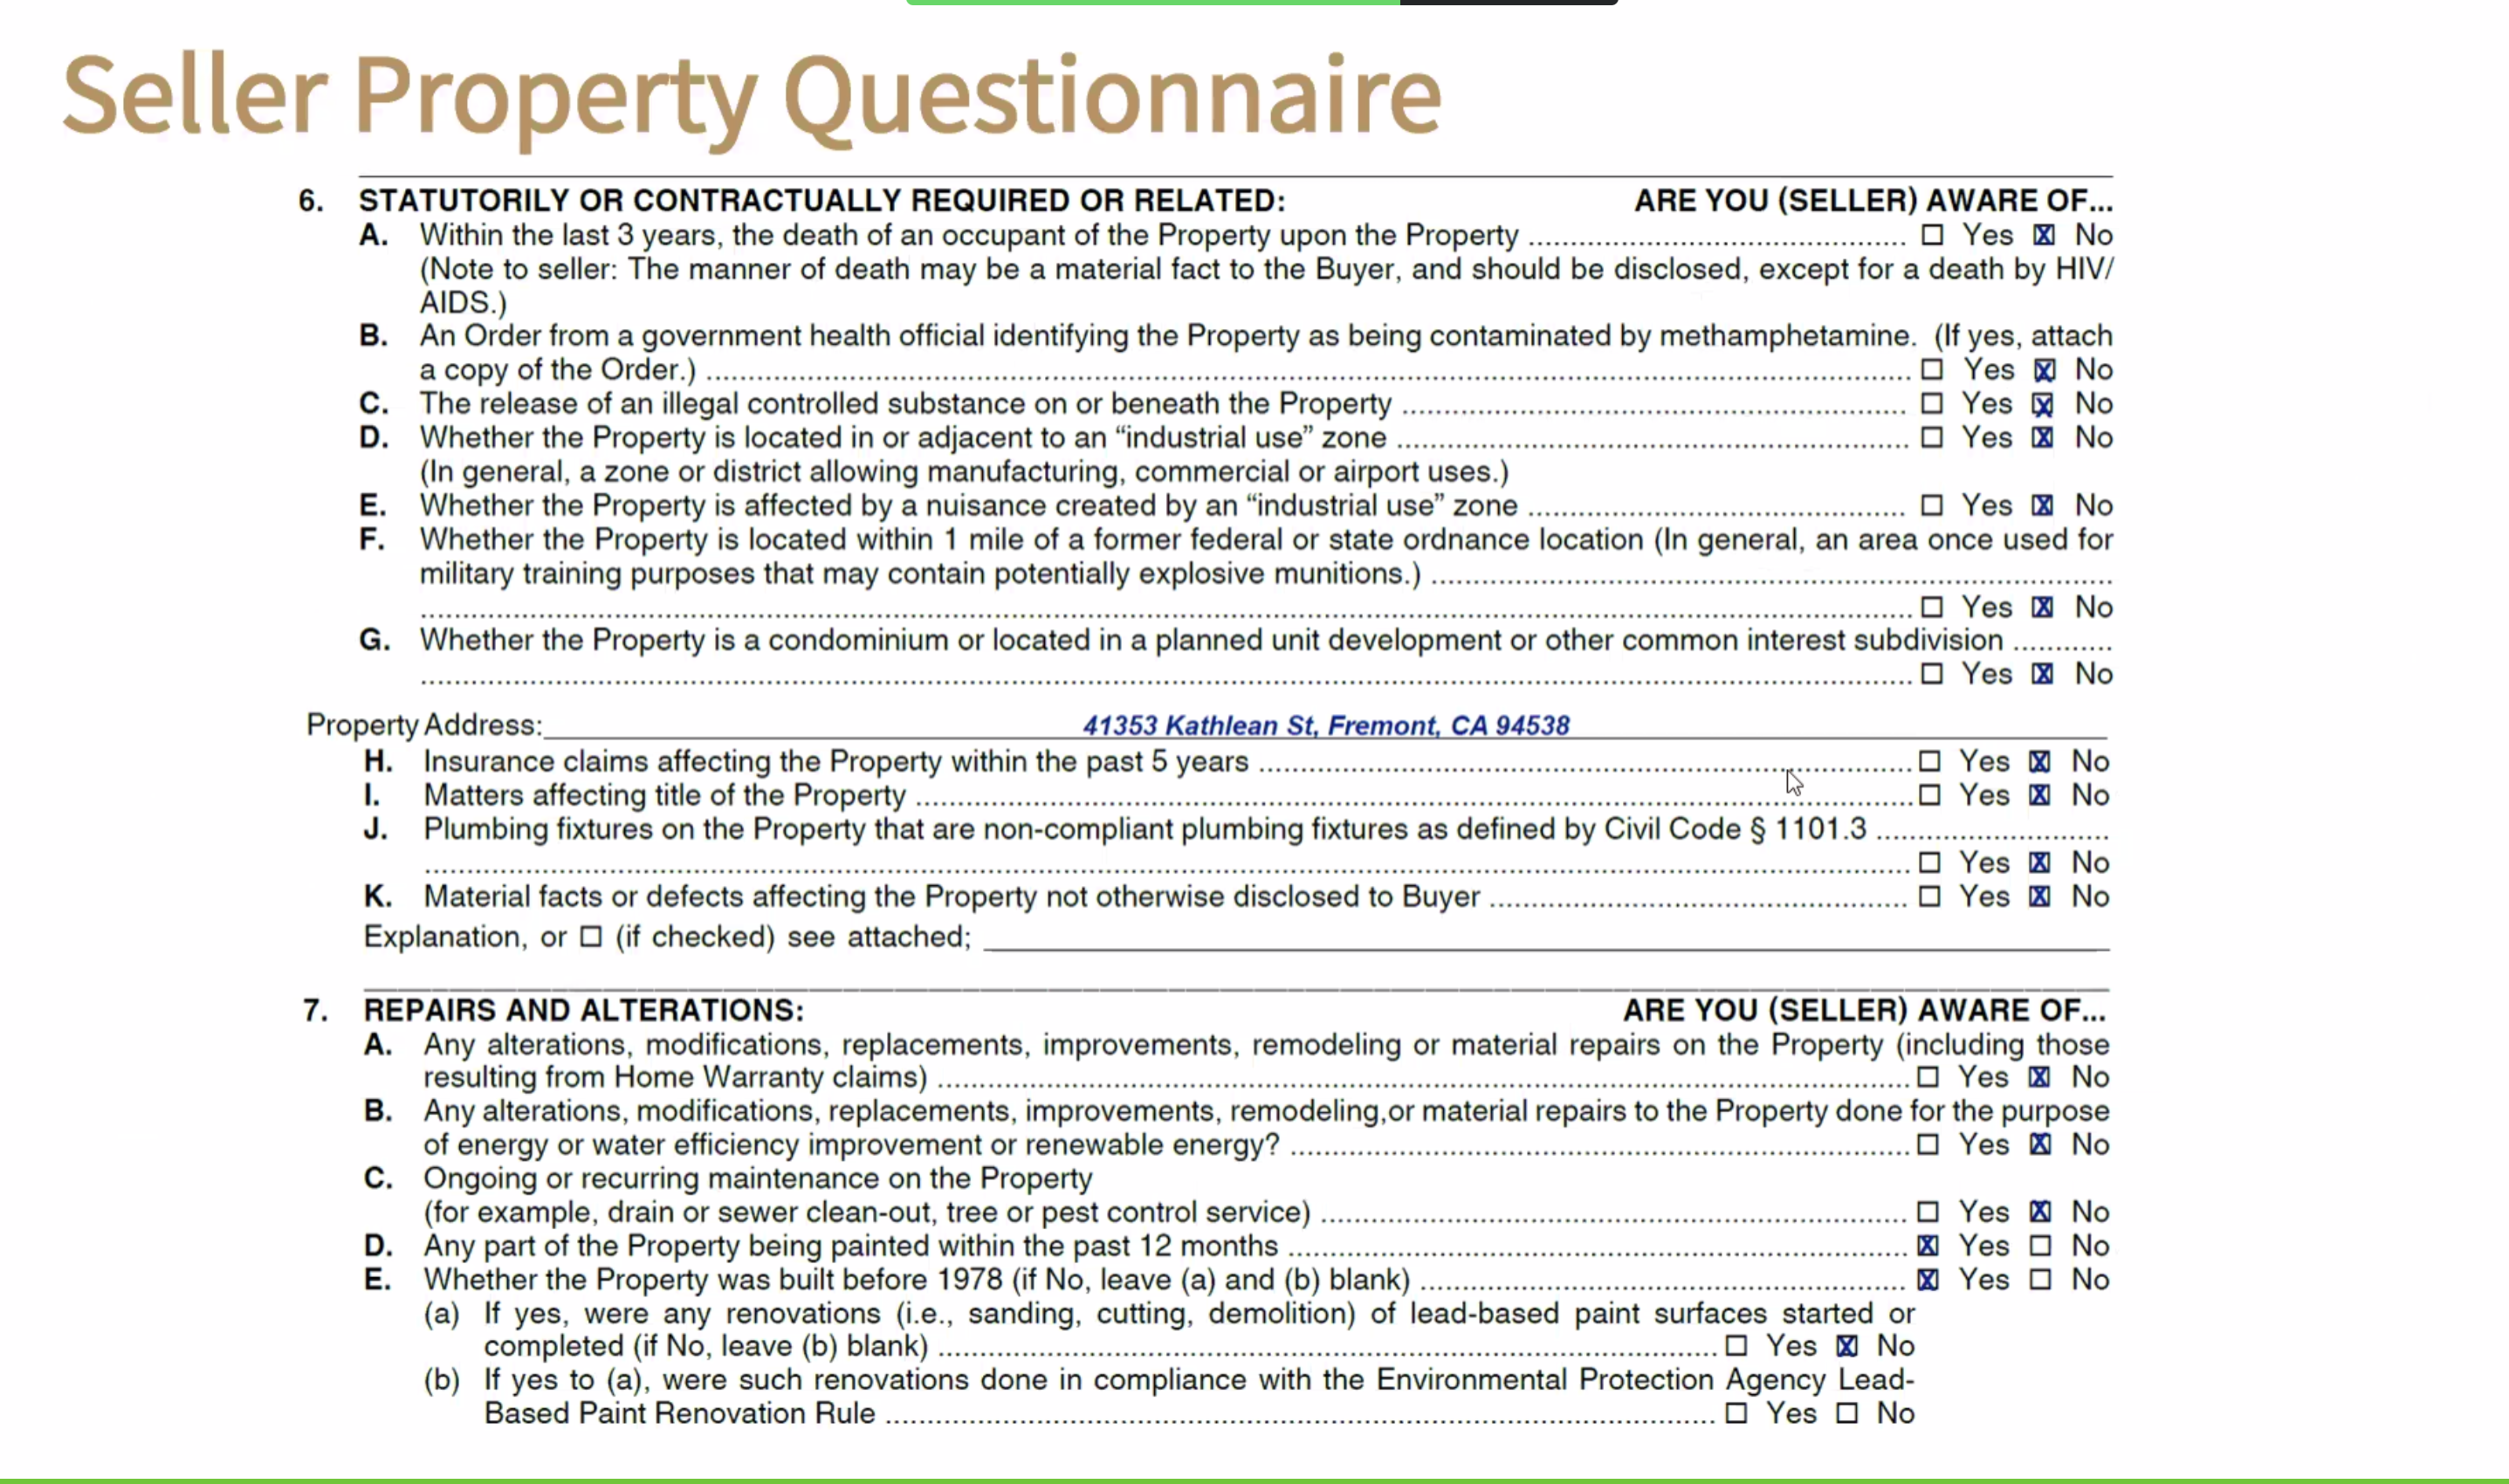 Seller Property Questionnaire
6. STATUTORILY OR CONTRACTUALLY REQUIRED OR RELATED: ARE YOU (SELLER) AWARE OF...
A. Within the last 3 years, the death of an occupant of the Property upon the Property ☐ Yes ☒ No
(Note to seller: The manner of death may be a material fact to the Buyer, and should be disclosed, except for a death by HIV/
AIDS.)
B. An Order from a government health official identifying the Property as being contaminated by methamphetamine. (If yes, attach
a copy of the Order.) ☐ Yes ☒ No
C. The release of an illegal controlled substance on or beneath the Property ☐ Yes ☒ No
D. Whether the Property is located in or adjacent to an “industrial use” zone ☐ Yes ☒ No
(In general, a zone or district allowing manufacturing, commercial or airport uses.)
E. Whether the Property is affected by a nuisance created by an “industrial use” zone ☐ Yes ☒ No
F. Whether the Property is located within 1 mile of a former federal or state ordnance location (In general, an area once used for
military training purposes that may contain potentially explosive munitions.)
☐ Yes ☒ No
G. Whether the Property is a condominium or located in a planned unit development or other common interest subdivision
☐ Yes ☒ No
Property Address: 41353 Kathlean St, Fremont, CA 94538
H. Insurance claims affecting the Property within the past 5 years ☐ Yes ☒ No
I. Matters affecting title of the Property ☐ Yes ☒ No
J. Plumbing fixtures on the Property that are non-compliant plumbing fixtures as defined by Civil Code § 1101.3
☐ Yes ☒ No
K. Material facts or defects affecting the Property not otherwise disclosed to Buyer ☐ Yes ☒ No
Explanation, or ☐ (if checked) see attached;
7. REPAIRS AND ALTERATIONS: ARE YOU (SELLER) AWARE OF...
A. Any alterations, modifications, replacements, improvements, remodeling or material repairs on the Property (including those
resulting from Home Warranty claims) ☐ Yes ☒ No
B. Any alterations, modifications, replacements, improvements, remodeling,or material repairs to the Property done for the purpose
of energy or water efficiency improvement or renewable energy? ☐ Yes ☒ No
C. Ongoing or recurring maintenance on the Property
(for example, drain or sewer clean-out, tree or pest control service) ☐ Yes ☒ No
D. Any part of the Property being painted within the past 12 months ☒ Yes ☐ No
E. Whether the Property was built before 1978 (if No, leave (a) and (b) blank) ☒ Yes ☐ No
(a) If yes, were any renovations (i.e., sanding, cutting, demolition) of lead-based paint surfaces started or
completed (if No, leave (b) blank) ☐ Yes ☒ No
(b) If yes to (a), were such renovations done in compliance with the Environmental Protection Agency Lead-
Based Paint Renovation Rule ☐ Yes ☐ No